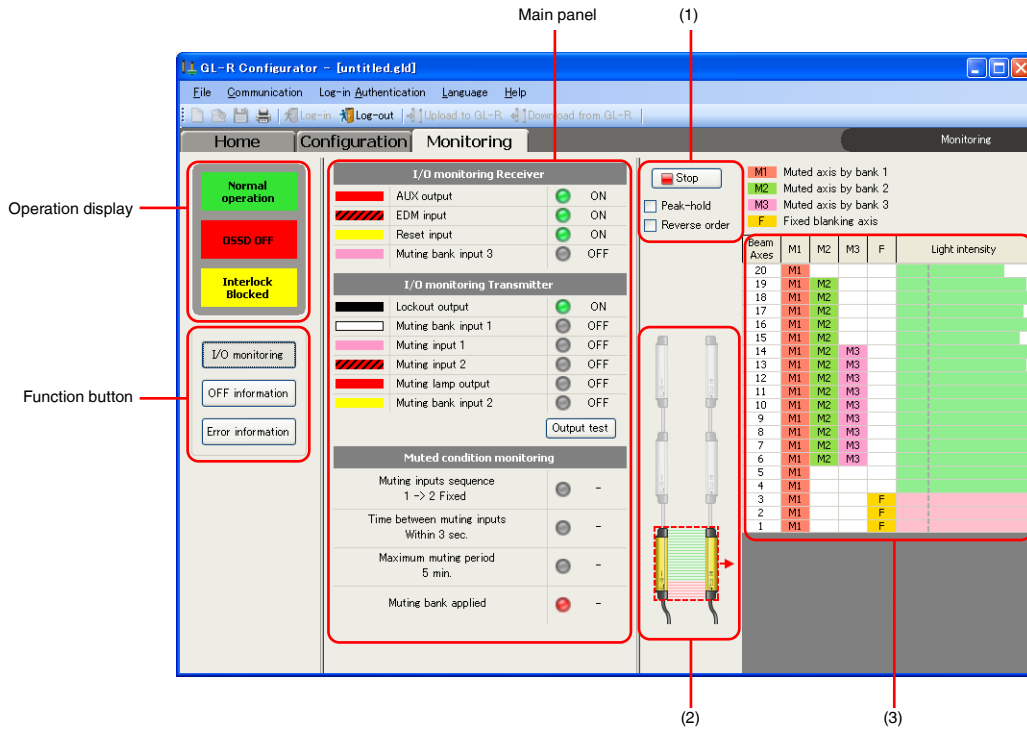 Main panel
(1)
GL-R Configurator - [untitled.gld]
File Communication Log-in Authentication Language Help
Log-in Log-out Upload to GL-R Download from GL-R
Home Configuration Monitoring
Monitoring
Operation display
Normal operation
OSSD OFF
Interlock Blocked
Function button
I/O monitoring
OFF information
Error information
I/O monitoring Receiver
AUX output ON
EDM input ON
Reset input ON
Muting bank input 3 OFF
I/O monitoring Transmitter
Lockout output ON
Muting bank input 1 OFF
Muting input 1 OFF
Muting input 2 OFF
Muting lamp output OFF
Muting bank input 2 OFF
Output test
Muted condition monitoring
Muting inputs sequence
1 -> 2 Fixed -
Time between muting inputs
Within 3 sec. -
Maximum muting period
5 min. -
Muting bank applied -
Stop
Peak-hold
Reverse order
M1 Muted axis by bank 1
M2 Muted axis by bank 2
M3 Muted axis by bank 3
F Fixed blanking axis
Beam Axes M1 M2 M3 F Light intensity
20 M1
19 M1 M2
18 M1 M2
17 M1 M2
16 M1 M2
15 M1 M2
14 M1 M2 M3
13 M1 M2 M3
12 M1 M2 M3
11 M1 M2 M3
10 M1 M2 M3
9 M1 M2 M3
8 M1 M2 M3
7 M1 M2 M3
6 M1 M2 M3
5 M1
4 M1
3 M1 F
2 M1 F
1 M1 F
(2)
(3)